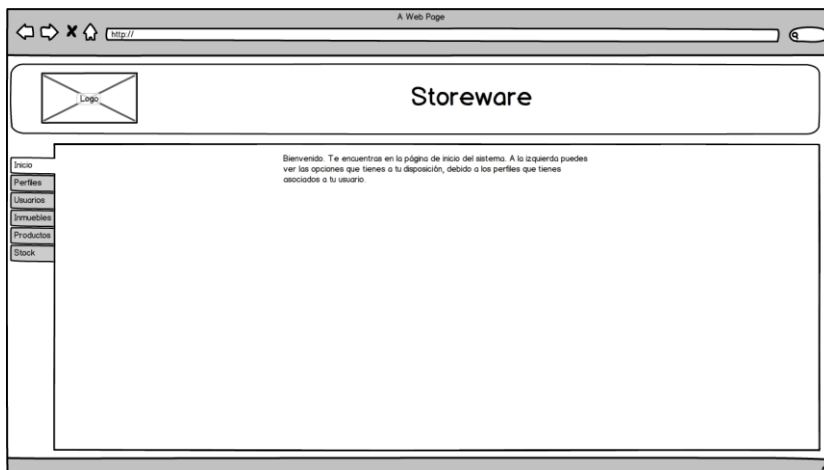 A Web Page
http://
Logo
Storeware
Inicio
Perfiles
Usuarios
Inmuebles
Productos
Stock
Bienvenido. Te encuentras en la página de inicio del sistema. A la izquierda puedes
ver las opciones que tienes a tu disposición, debido a los perfiles que tienes
asociados a tu usuario.